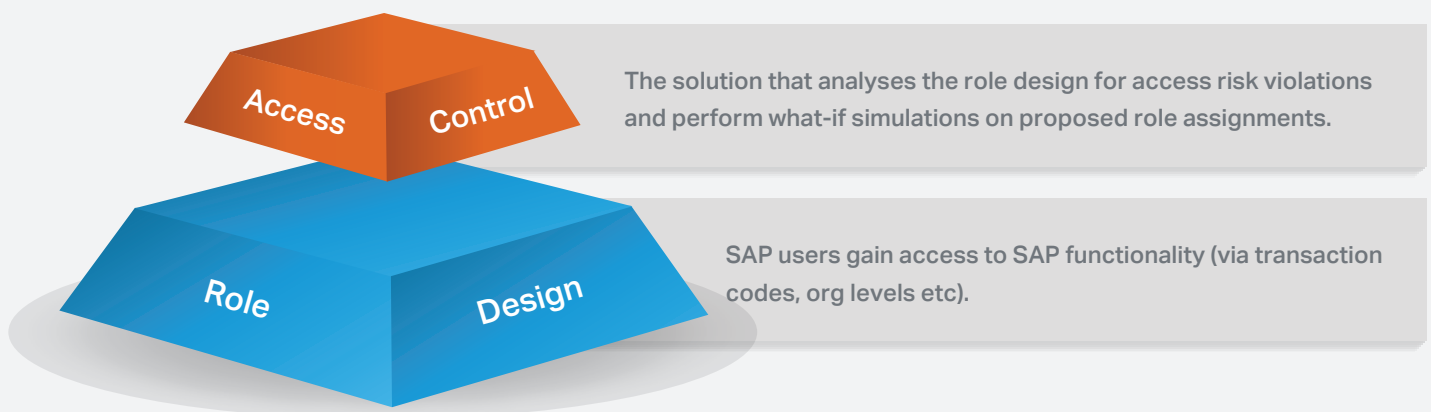 Access Control
The solution that analyses the role design for access risk violations
and perform what-if simulations on proposed role assignments.
Role Design
SAP users gain access to SAP functionality (via transaction
codes, org levels etc).